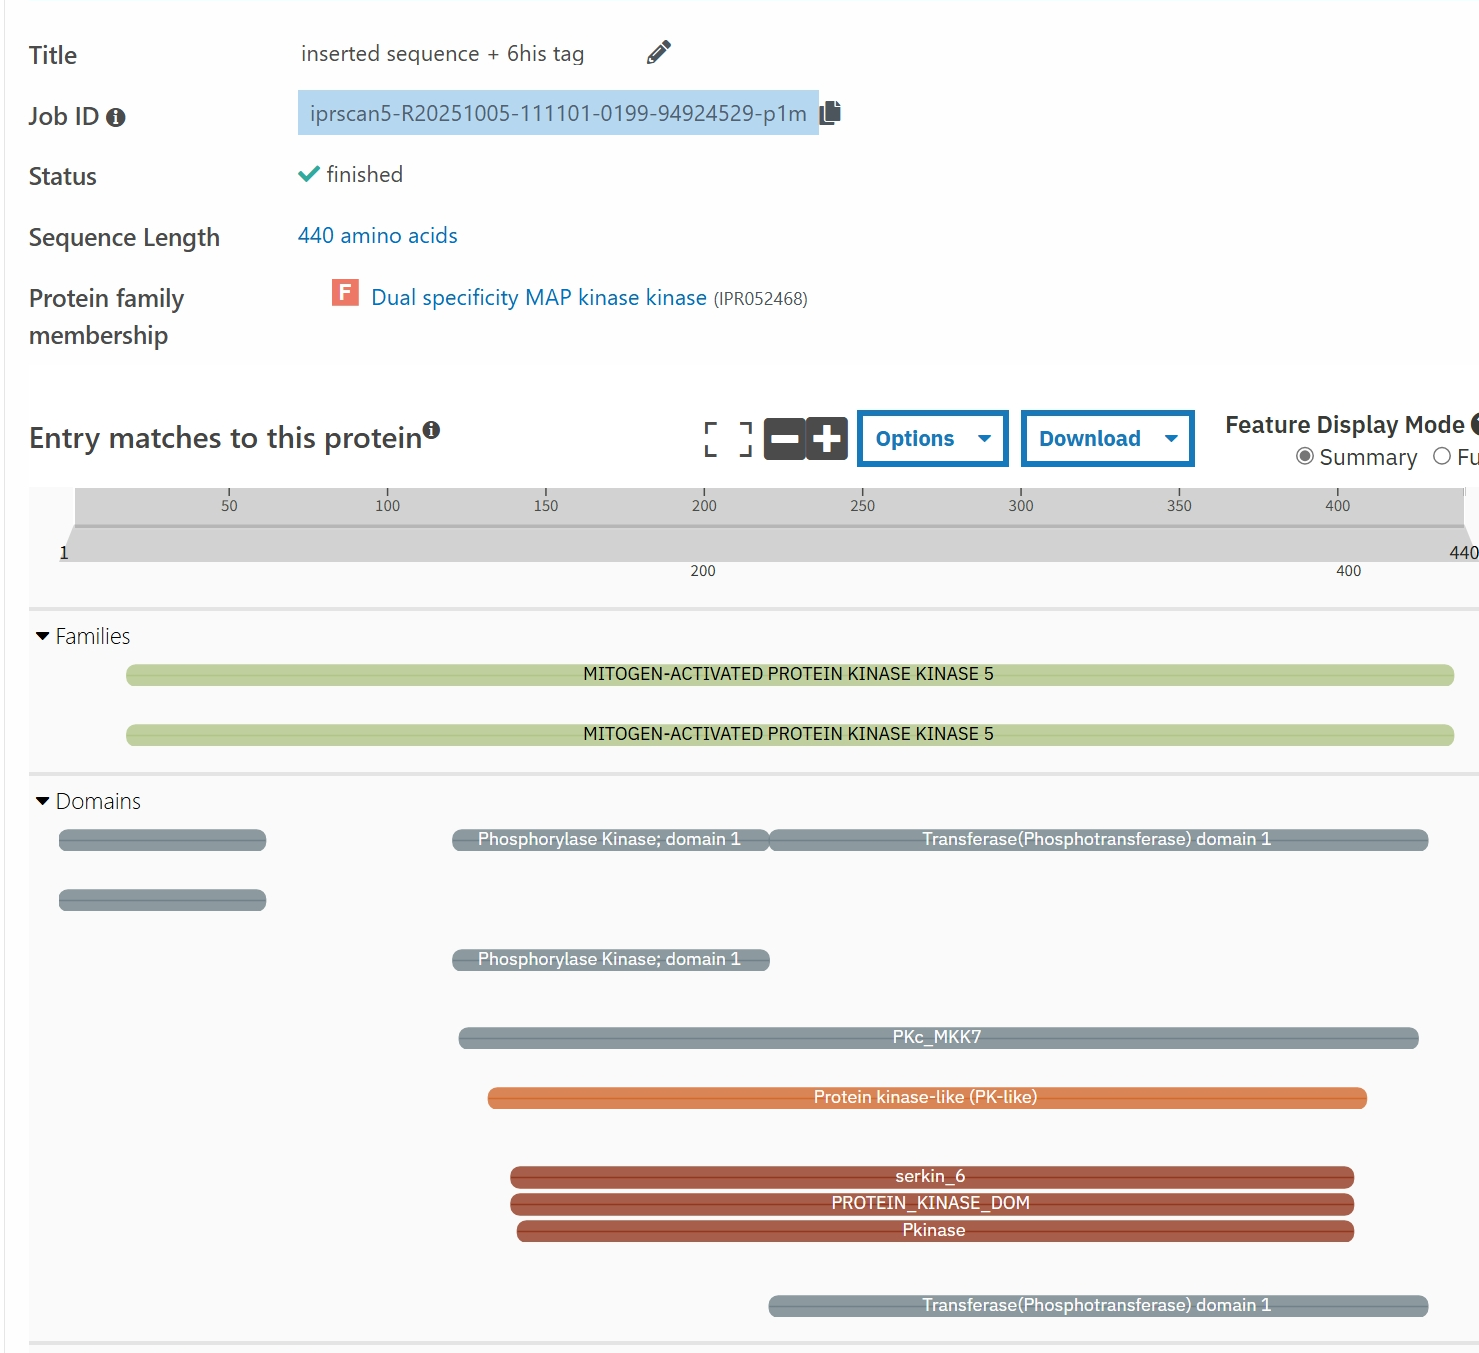 Title inserted sequence + 6his tag
Job ID iprscan5-R20251005-111101-0199-94924529-p1m
Status finished
Sequence Length 440 amino acids
Protein family membership F Dual specificity MAP kinase kinase (IPR052468)
Entry matches to this protein Options Download Feature Display Mode
Summary Fu
50 100 150 200 250 300 350 400
1 440
200 400
Families
MITOGEN-ACTIVATED PROTEIN KINASE KINASE 5
MITOGEN-ACTIVATED PROTEIN KINASE KINASE 5
Domains
Phosphorylase Kinase; domain 1 Transferase(Phosphotransferase) domain 1
Phosphorylase Kinase; domain 1
PKc_MKK7
Protein kinase-like (PK-like)
serkin_6
PROTEIN_KINASE_DOM
Pkinase
Transferase(Phosphotransferase) domain 1